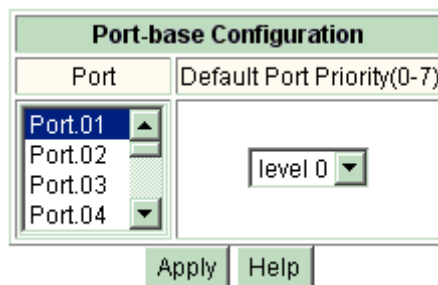 Port-base Configuration
Port Default Port Priority(0-7)
Port.01
Port.02
Port.03
Port.04
level 0
Apply Help